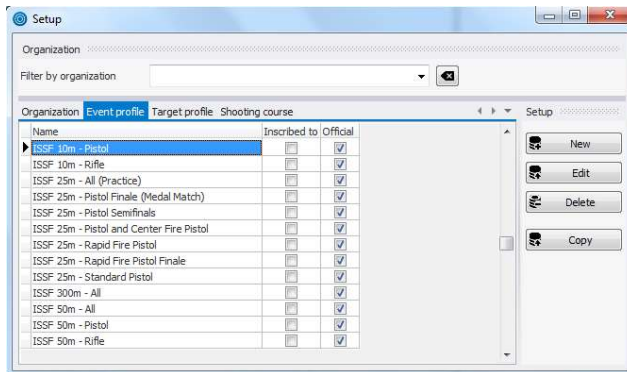 Setup
Organization
Filter by organization
Organization Event profile Target profile Shooting course
Setup
Name Inscribed to Official
ISSF 10m - Pistol
ISSF 10m - Rifle
ISSF 25m - All (Practice)
ISSF 25m - Pistol Finale (Medal Match)
ISSF 25m - Pistol Semifinals
ISSF 25m - Pistol and Center Fire Pistol
ISSF 25m - Rapid Fire Pistol
ISSF 25m - Rapid Fire Pistol Finale
ISSF 25m - Standard Pistol
ISSF 300m - All
ISSF 50m - All
ISSF 50m - Pistol
ISSF 50m - Rifle
New
Edit
Delete
Copy